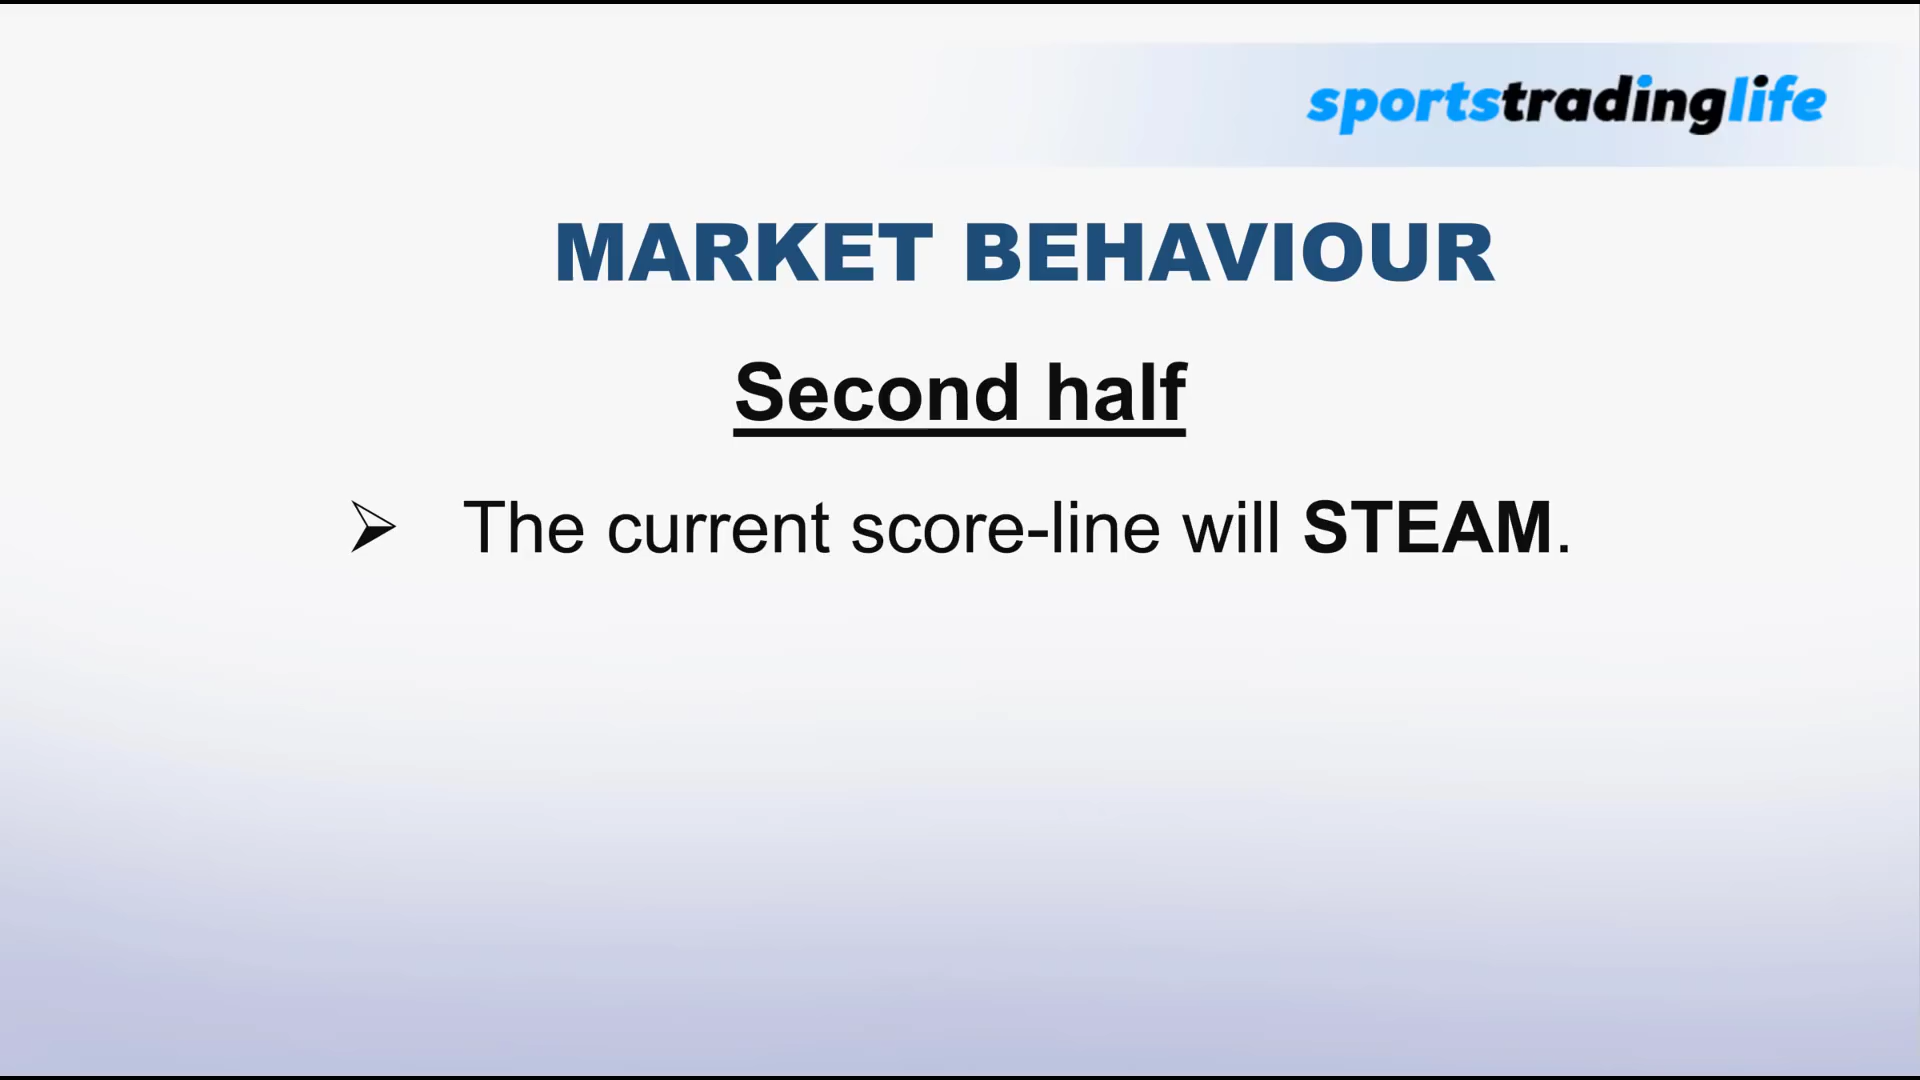 sportstradinglife
MARKET BEHAVIOUR
Second half
➢ The current score-line will STEAM.